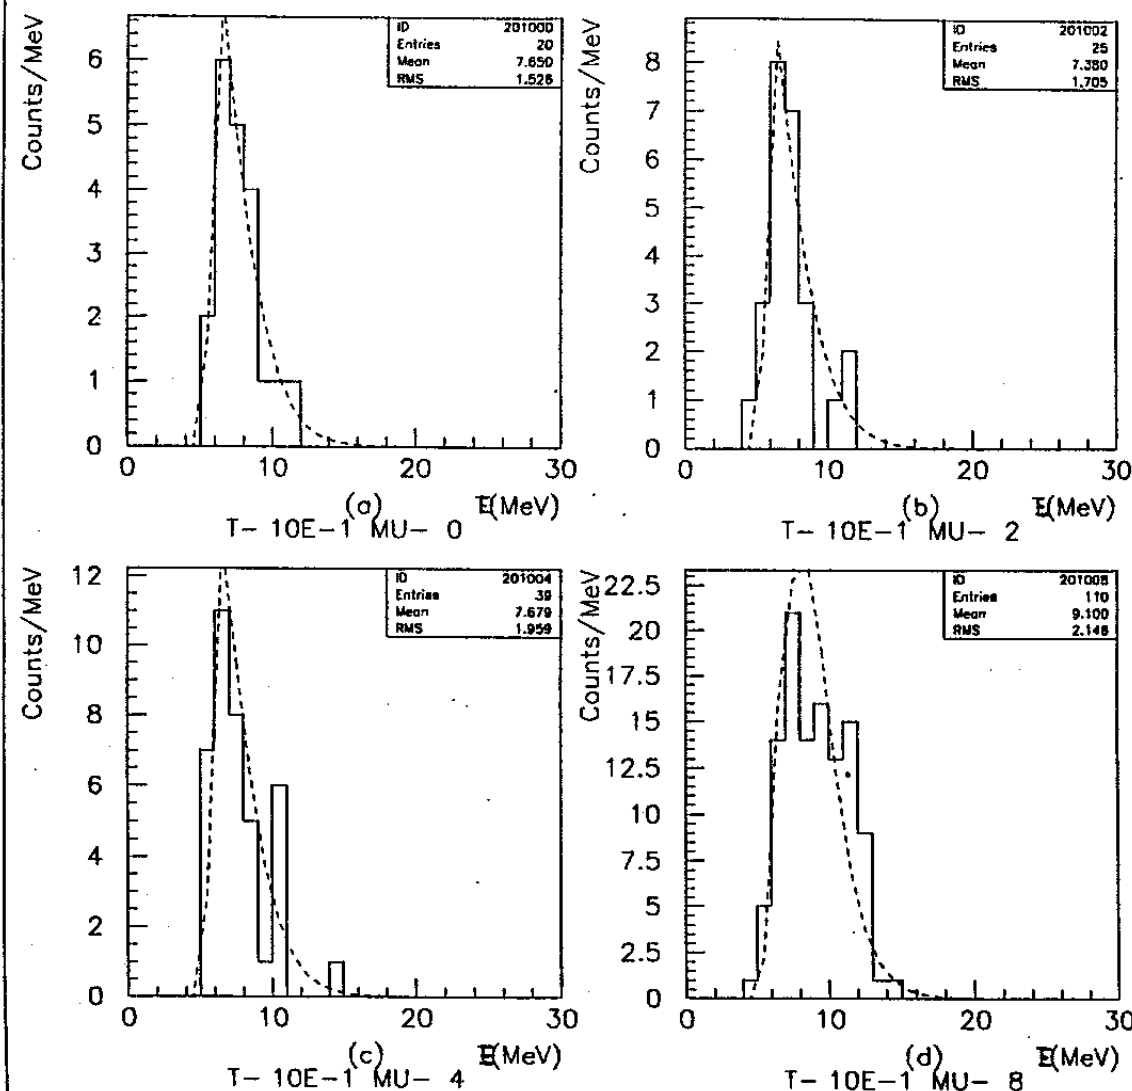 Counts/MeV
ID 201000
Entries 20
Mean 7.650
RMS 1.526
6
5
4
3
2
1
0
0 10 20 30
(a) E(MeV)
T- 10E-1 MU- 0
Counts/MeV
ID 201002
Entries 25
Mean 7.380
RMS 1.705
8
7
6
5
4
3
2
1
0
0 10 20 30
(b) E(MeV)
T- 10E-1 MU- 2
Counts/MeV
ID 201004
Entries 39
Mean 7.679
RMS 1.959
12
10
8
6
4
2
0
0 10 20 30
(c) E(MeV)
T- 10E-1 MU- 4
Counts/MeV
ID 201008
Entries 110
Mean 9.100
RMS 2.146
22.5
20
17.5
15
12.5
10
7.5
5
2.5
0
0 10 20 30
(d) E(MeV)
T- 10E-1 MU- 8